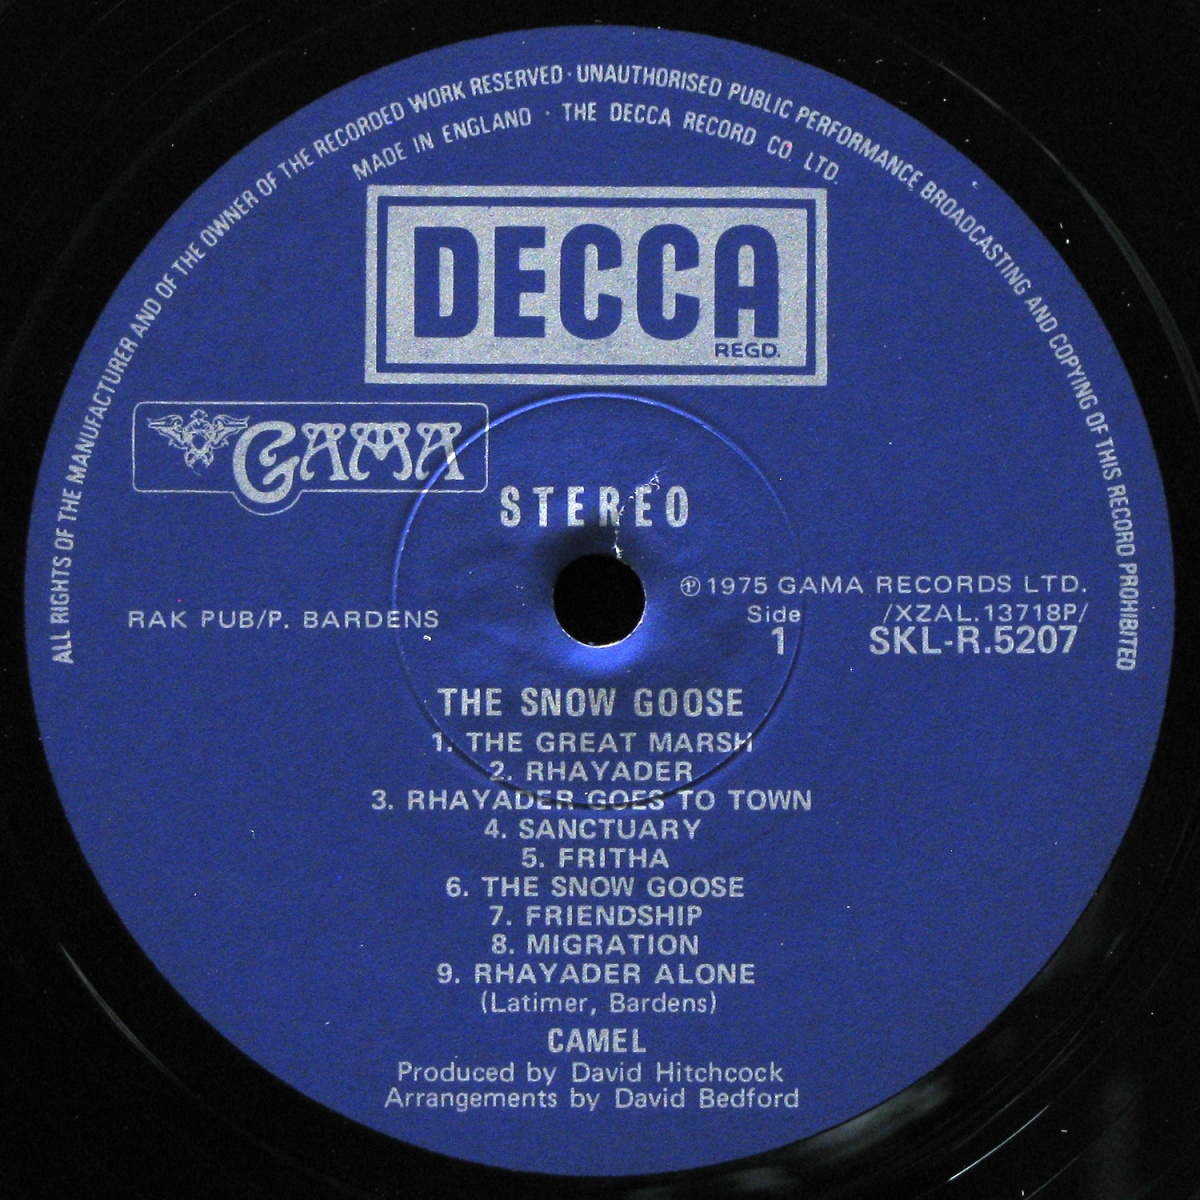 ALL RIGHTS OF THE MANUFACTURER AND OF THE OWNER OF THE RECORDED WORK RESERVED · UNAUTHORISED PUBLIC PERFORMANCE BROADCASTING AND COPYING OF THIS RECORD PROHIBITED
MADE IN ENGLAND · THE DECCA RECORD CO. LTD.
DECCA
REGD.
GAMA
STEREO
℗ 1975 GAMA RECORDS LTD.
RAK PUB/P. BARDENS
Side /XZAL.13718P/
1 SKL-R.5207
THE SNOW GOOSE
1. THE GREAT MARSH
2. RHAYADER
3. RHAYADER GOES TO TOWN
4. SANCTUARY
5. FRITHA
6. THE SNOW GOOSE
7. FRIENDSHIP
8. MIGRATION
9. RHAYADER ALONE
(Latimer, Bardens)
CAMEL
Produced by David Hitchcock
Arrangements by David Bedford